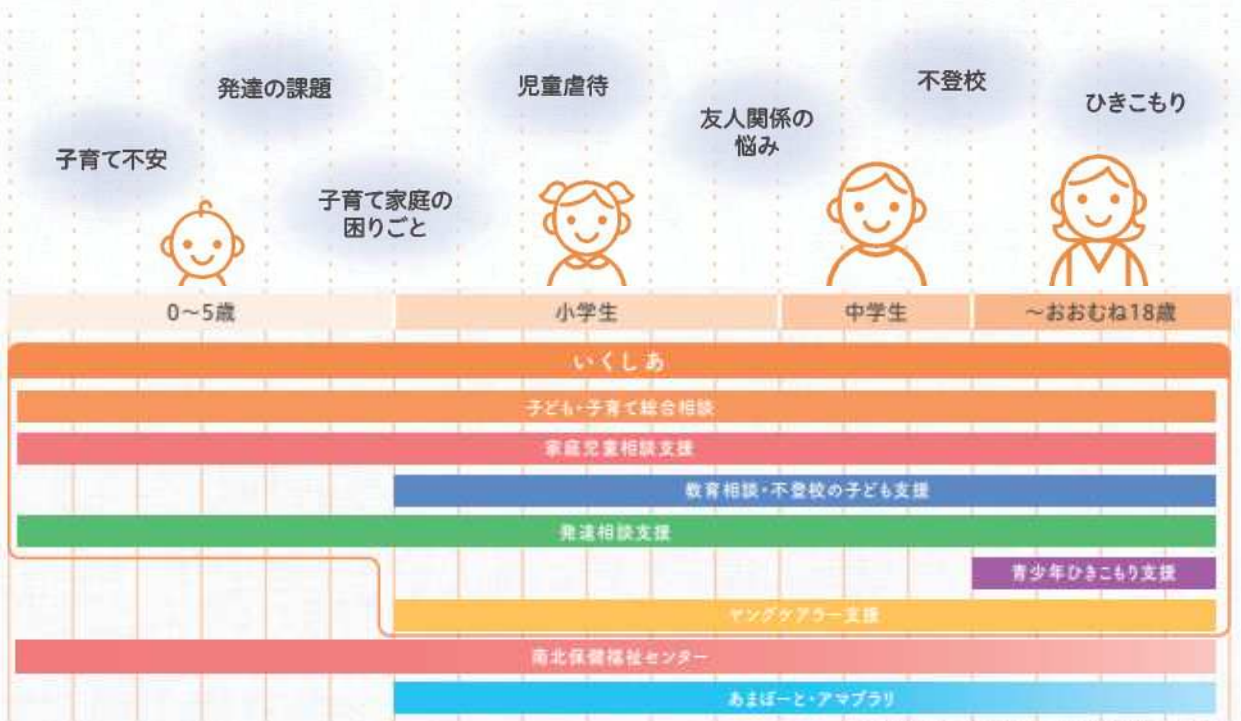 発達の課題
児童虐待
不登校
ひきこもり
友人関係の
悩み
子育て不安
子育て家庭の
困りごと
0～5歳
小学生
中学生
～おおむね18歳
いくしあ
子ども・子育て総合相談
家庭児童相談支援
教育相談・不登校の子ども支援
発達相談支援
青少年ひきこもり支援
ヤングケアラー支援
南北保健福祉センター
あまぽーと・アマブラリ